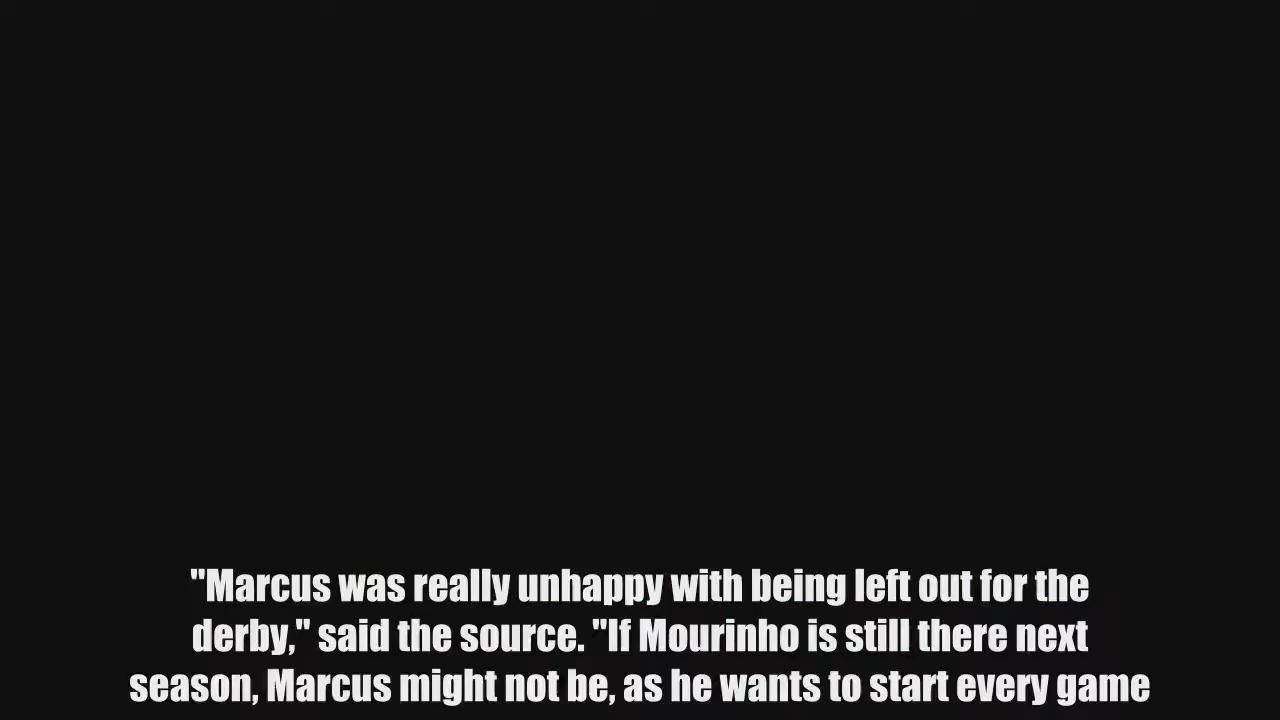 "Marcus was really unhappy with being left out for the
derby," said the source. "If Mourinho is still there next
season, Marcus might not be, as he wants to start every game